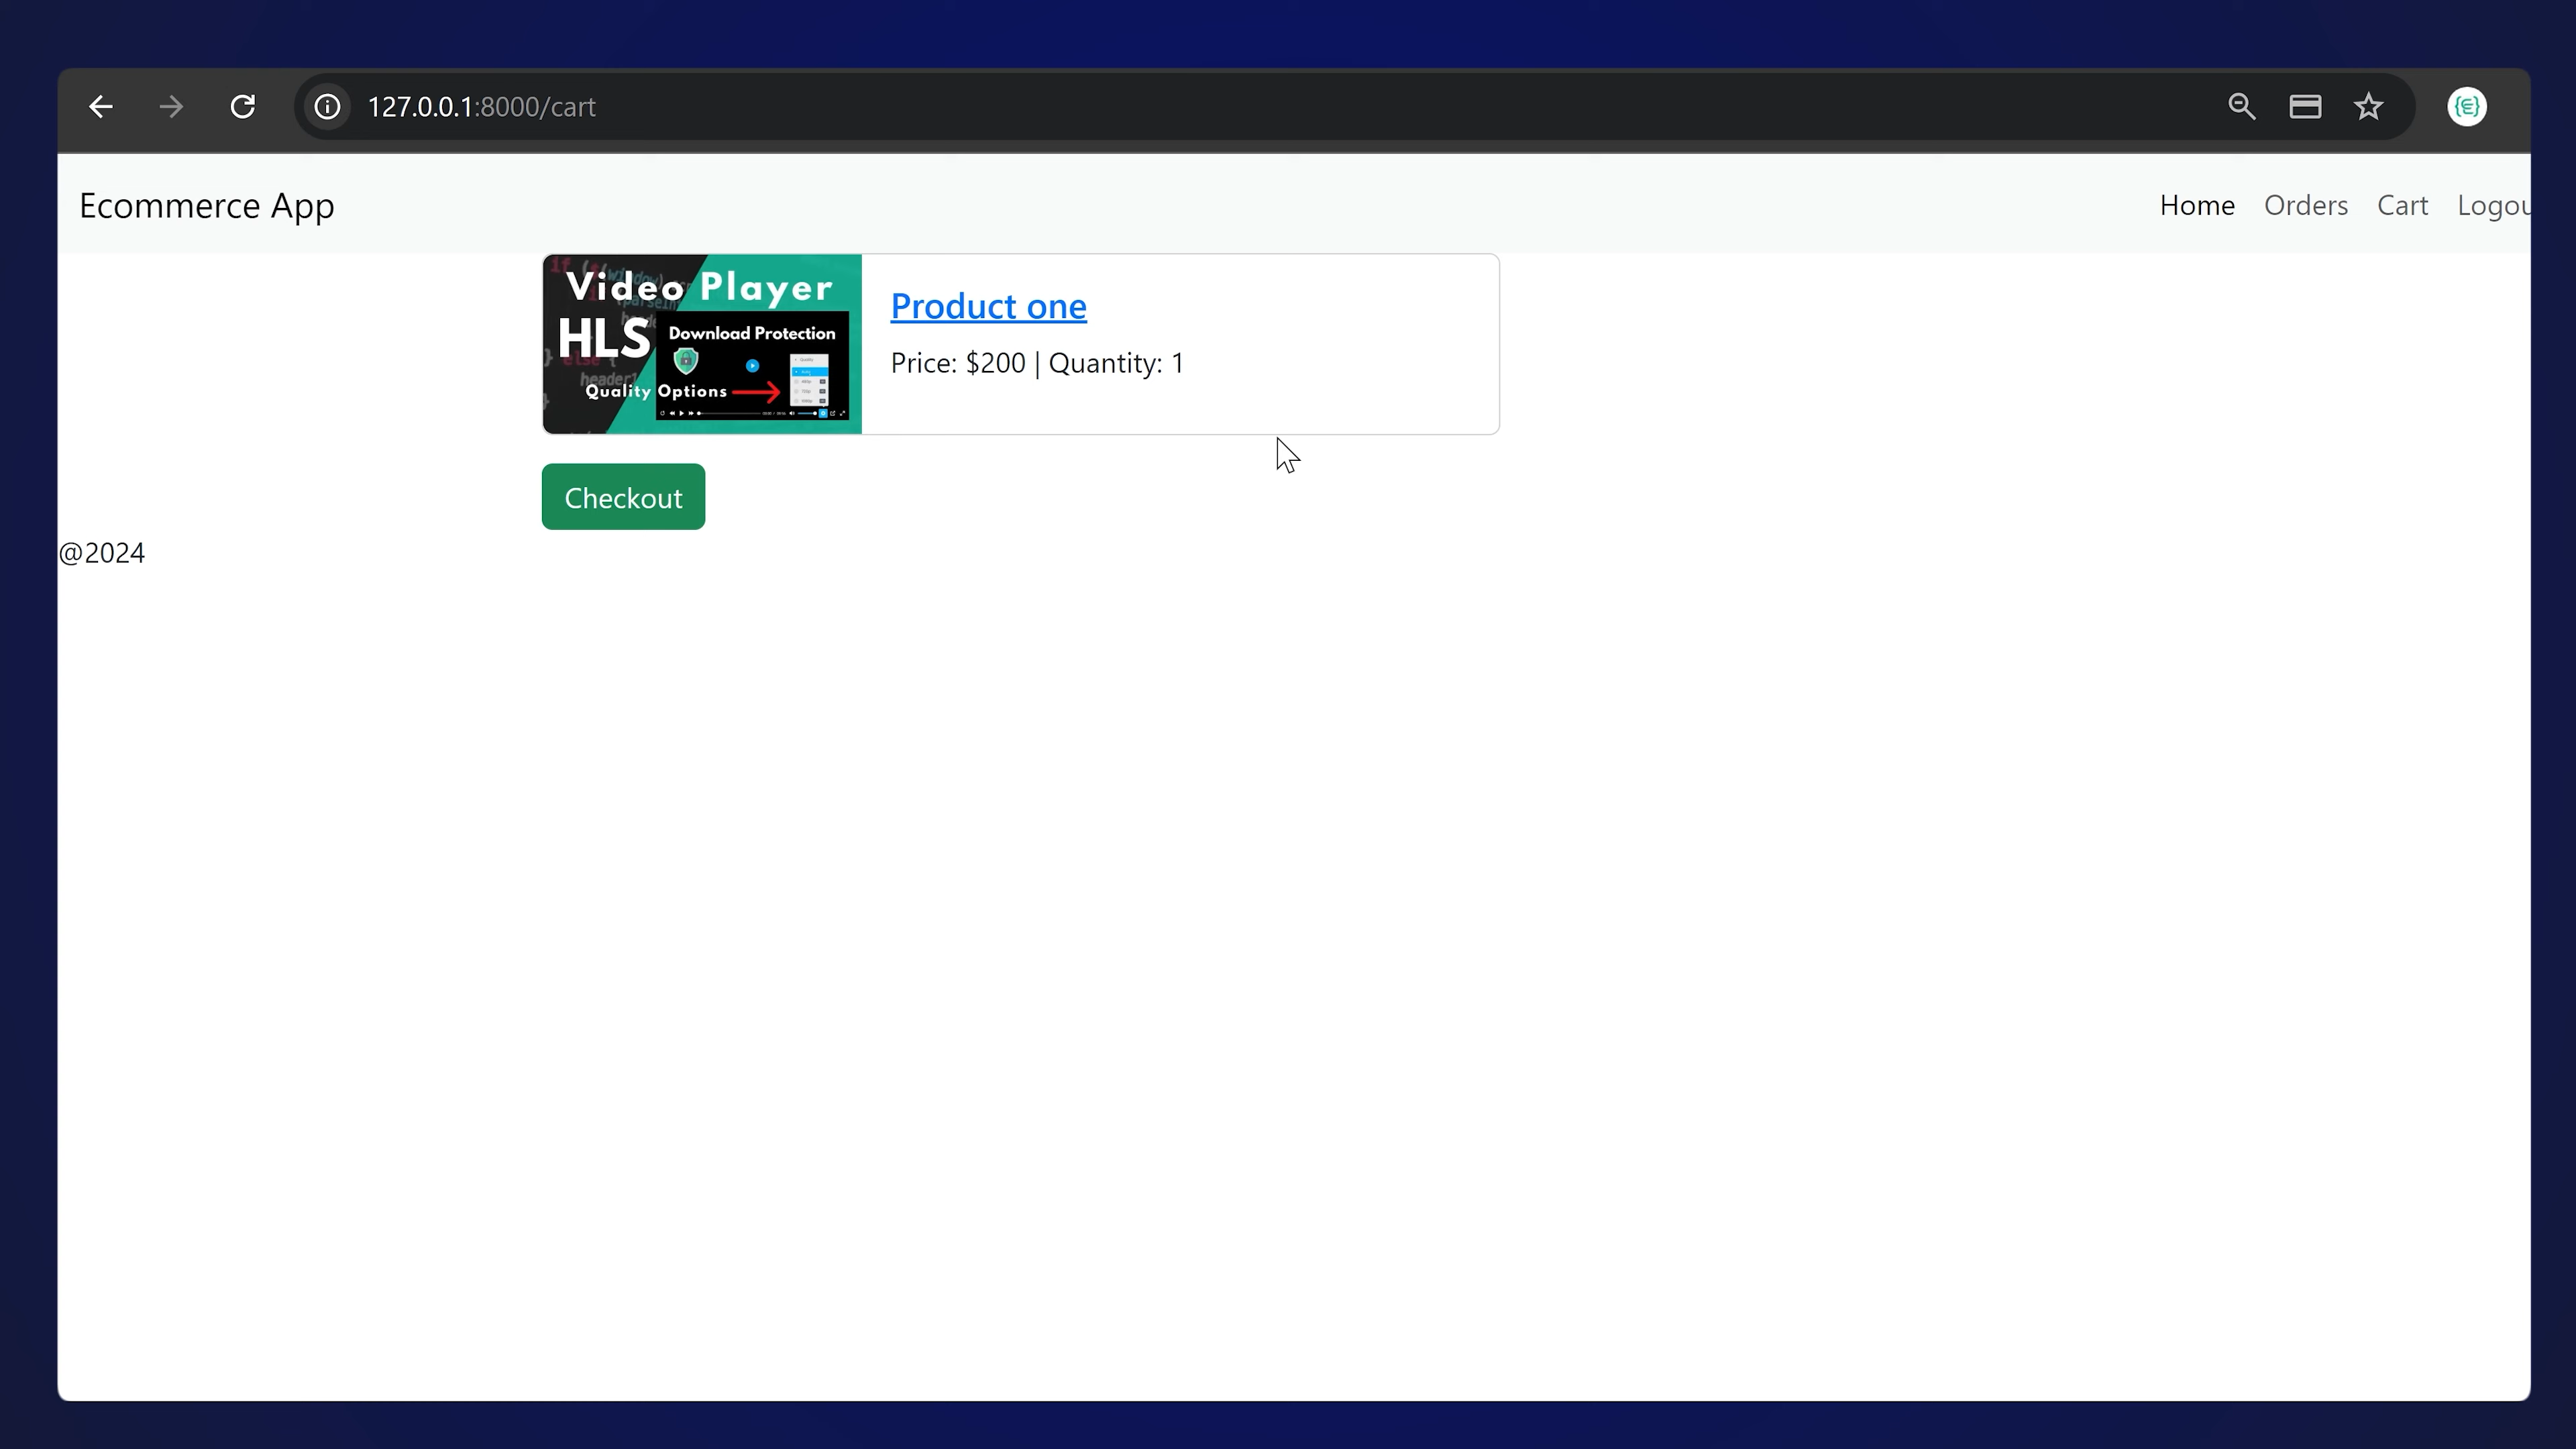 127.0.0.1:8000/cart
Ecommerce App
Home Orders Cart Logou
Video Player
HLS
Download Protection
Quality Options
Product one
Price: $200 | Quantity: 1
Checkout
@2024